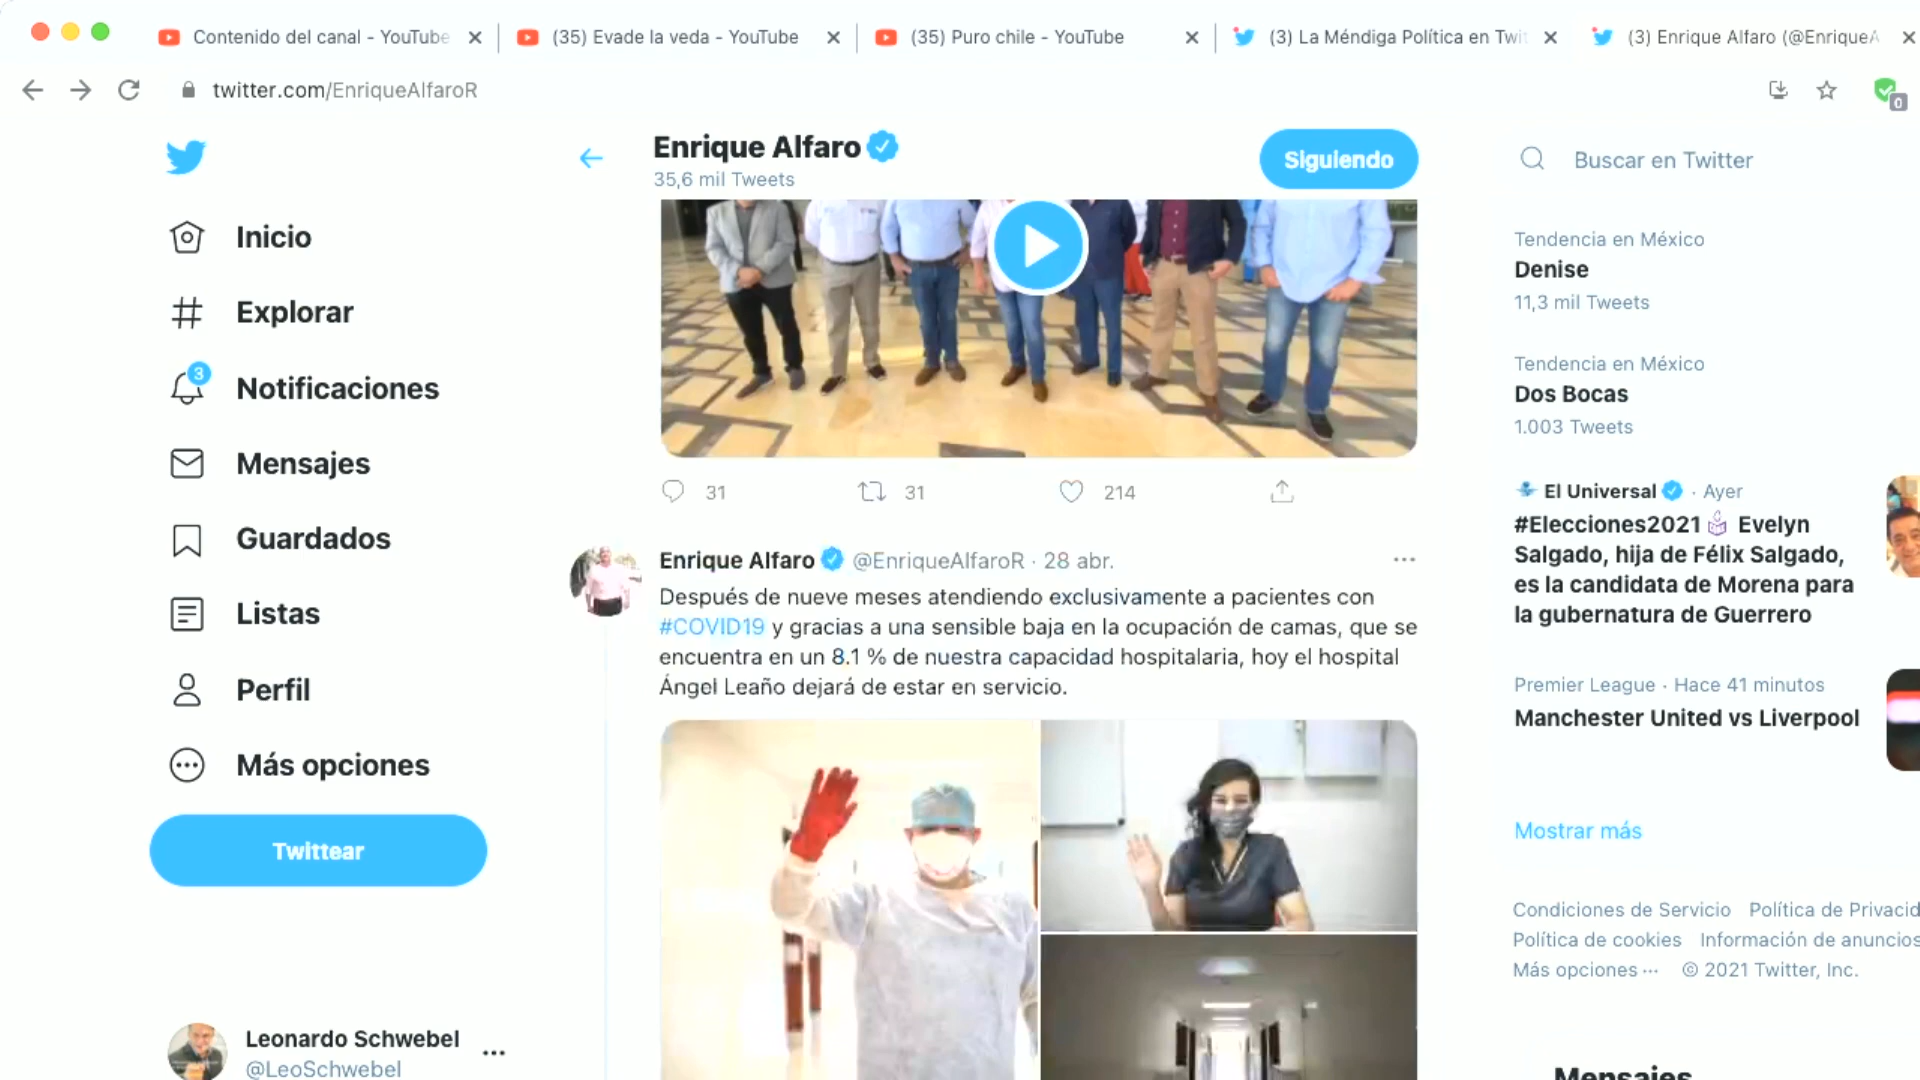 Contenido del canal - YouTube
(35) Evade la veda - YouTube
(35) Puro chile - YouTube
(3) La Méndiga Política en Twit
(3) Enrique Alfaro (@EnriqueA
twitter.com/EnriqueAlfaroR
0
Enrique Alfaro
35,6 mil Tweets
Siguiendo
Buscar en Twitter
Inicio
Explorar
3
Notificaciones
Mensajes
Guardados
Listas
Perfil
Más opciones
Twittear
Leonardo Schwebel
@LeoSchwebel
31
31
214
Enrique Alfaro @EnriqueAlfaroR · 28 abr.
Después de nueve meses atendiendo exclusivamente a pacientes con
#COVID19 y gracias a una sensible baja en la ocupación de camas, que se
encuentra en un 8.1 % de nuestra capacidad hospitalaria, hoy el hospital
Ángel Leaño dejará de estar en servicio.
Tendencia en México
Denise
11,3 mil Tweets
Tendencia en México
Dos Bocas
1.003 Tweets
El Universal · Ayer
#Elecciones2021 Evelyn
Salgado, hija de Félix Salgado,
es la candidata de Morena para
la gubernatura de Guerrero
Premier League · Hace 41 minutos
Manchester United vs Liverpool
Mostrar más
Condiciones de Servicio Política de Privacid
Política de cookies Información de anuncios
Más opciones ··· © 2021 Twitter, Inc.
Mensajes